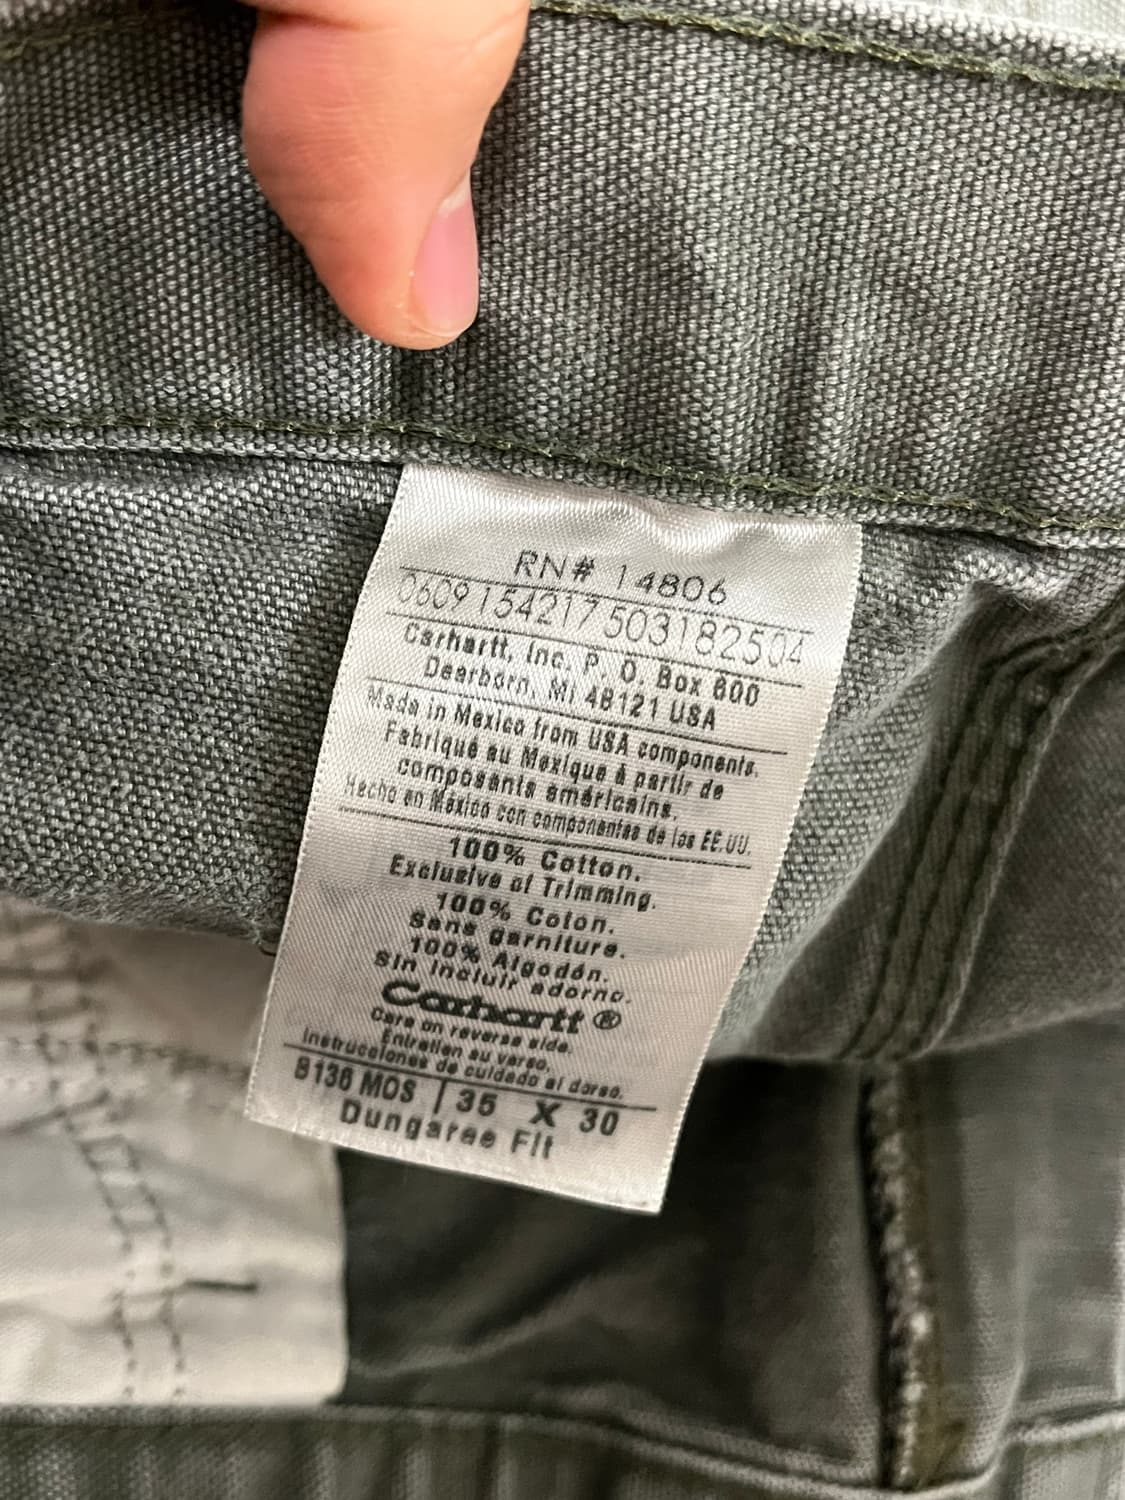 RN# 14806
0609154217503182504
Carhartt, Inc. P. O. Box 600
Dearborn, MI 48121 USA
Made in Mexico from USA components.
Fabriqué au Mexique à partir de
composants américains.
Hecho en México con componentes de los EE.UU.
100% Cotton.
Exclusive of Trimming.
100% Coton.
Sans garniture.
100% Algodón.
Sin incluir adorno.
Carhartt®
Care on reverse side.
Entretien au verso.
Instrucciones de cuidado al dorso.
B136 MOS | 35 X 30
Dungaree Fit